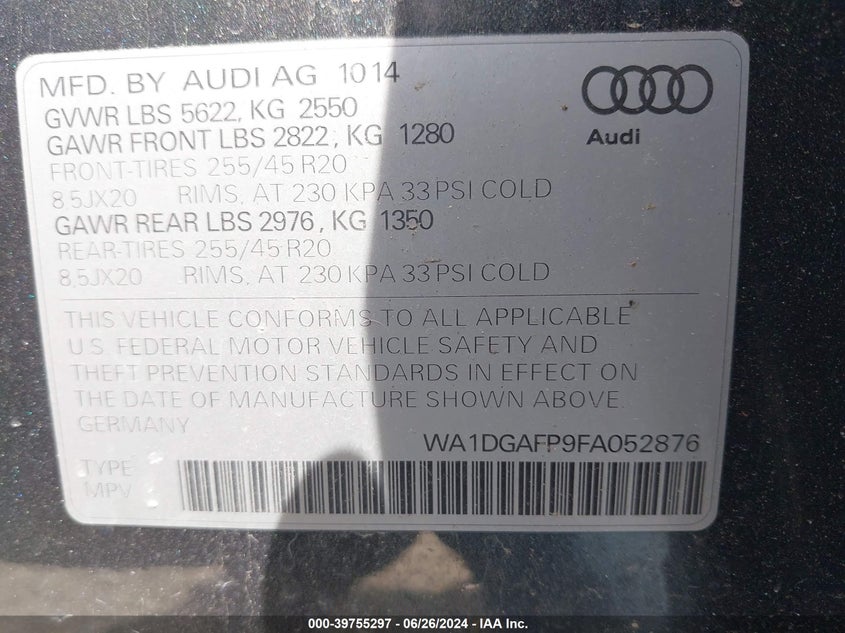 MFD. BY AUDI AG 10 14
GVWR LBS 5622, KG 2550
GAWR FRONT LBS 2822, KG 1280
FRONT-TIRES 255/45 R20
8.5JX20 RIMS, AT 230 KPA 33 PSI COLD
GAWR REAR LBS 2976, KG 1350
REAR-TIRES 255/45 R20
8,5JX20 RIMS, AT 230 KPA 33 PSI COLD
Audi
THIS VEHICLE CONFORMS TO ALL APPLICABLE
U.S. FEDERAL MOTOR VEHICLE SAFETY AND
THEFT PREVENTION STANDARDS IN EFFECT ON
THE DATE OF MANUFACTURE SHOWN ABOVE.
GERMANY
WA1DGAFP9FA052876
TYPE
MPV
000-39755297 - 06/26/2024 - IAA Inc.